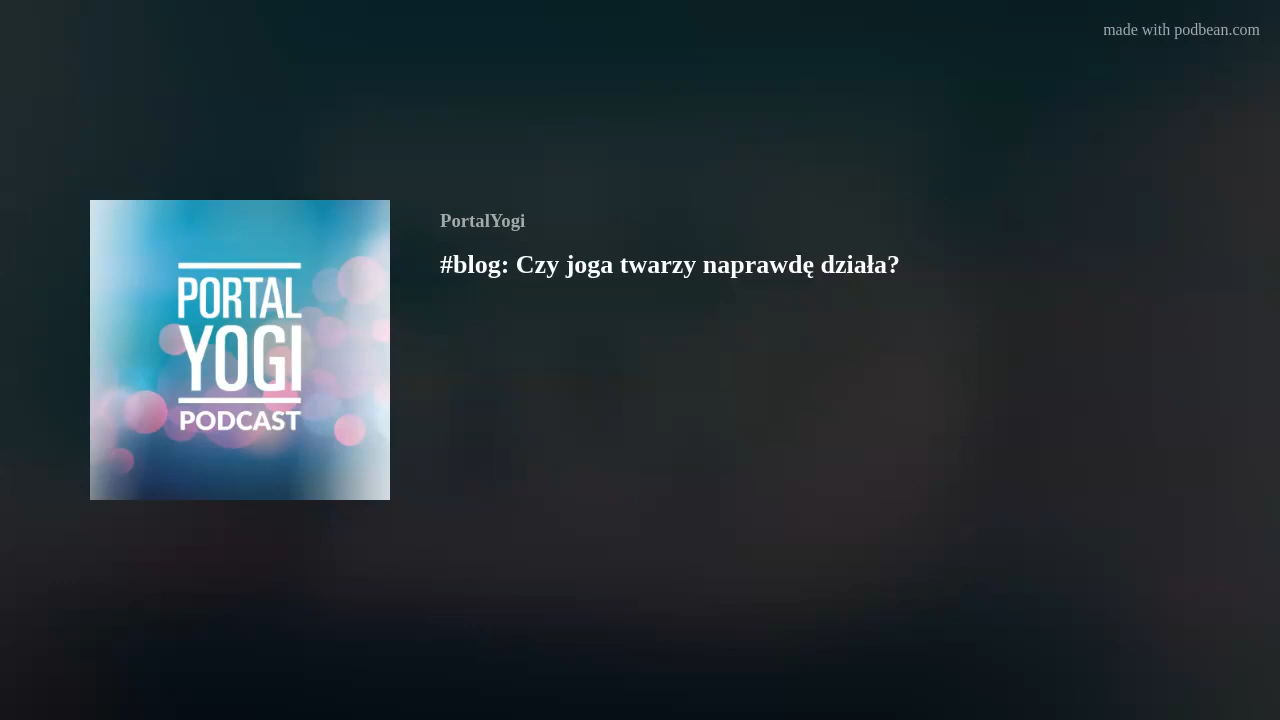 made with podbean.com
PORTAL
YOGI
PODCAST
PortalYogi
#blog: Czy joga twarzy naprawdę działa?